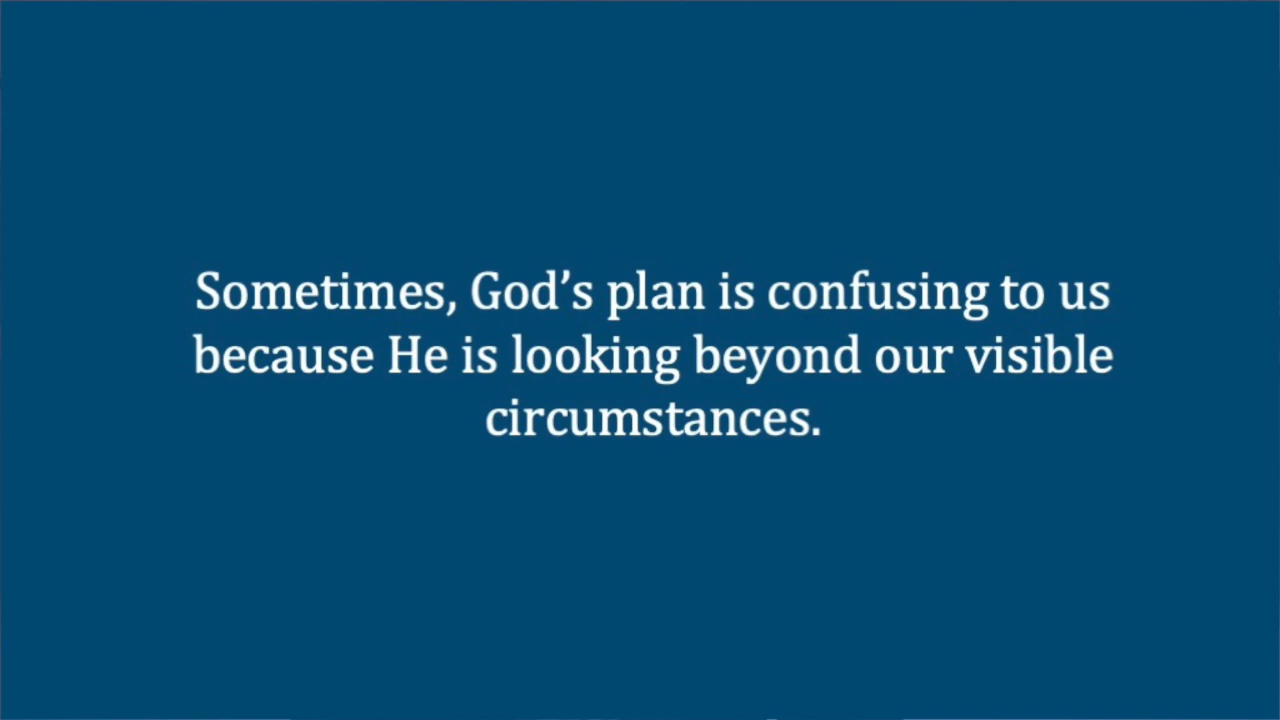 Sometimes, God’s plan is confusing to us
because He is looking beyond our visible
circumstances.